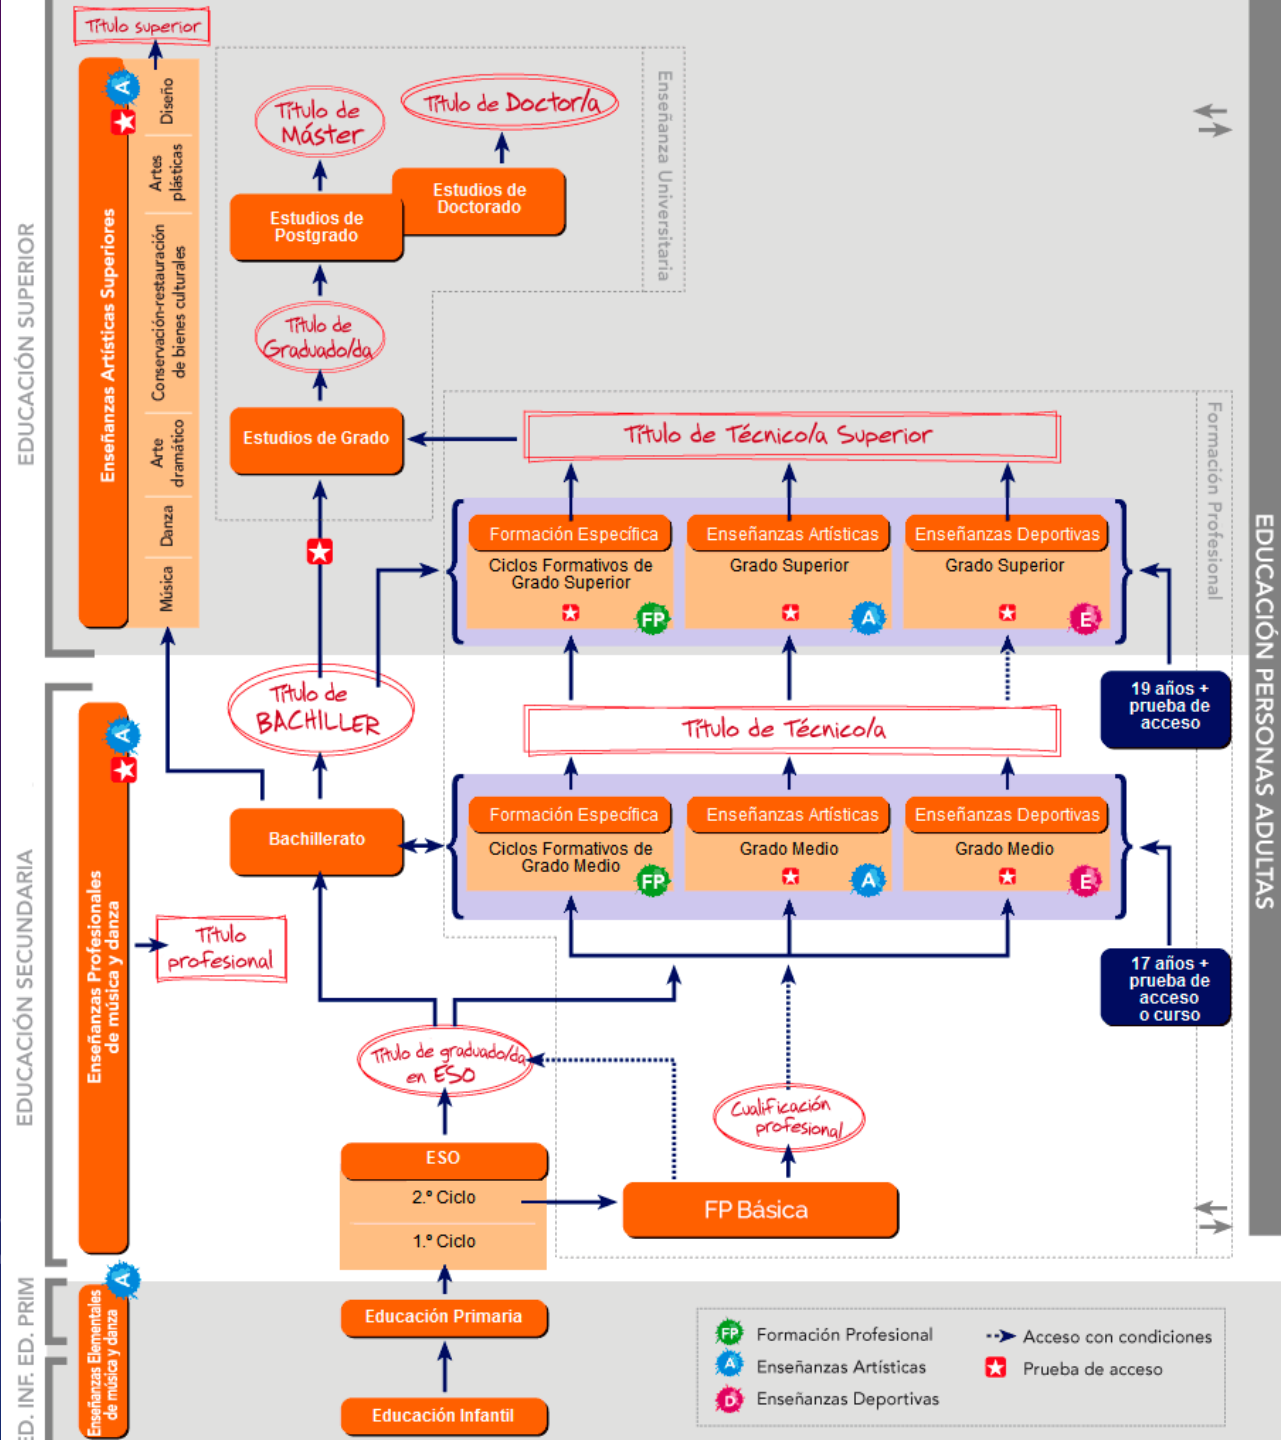 Título superior
EDUCACIÓN SUPERIOR
Enseñanzas Artísticas Superiores
A
Diseño
Artes
plásticas
Conservación-restauración
de bienes culturales
Arte
dramático
Danza
Música
Enseñanza Universitaria
Título de
Máster
Título de Doctor/a
Estudios de
Doctorado
Estudios de
Postgrado
Título de
Graduado/da
Estudios de Grado
Formación Profesional
Título de Técnico/a Superior
Formación Específica
Ciclos Formativos de
Grado Superior
FP
Enseñanzas Artísticas
Grado Superior
A
Enseñanzas Deportivas
Grado Superior
E
19 años +
prueba de
acceso
EDUCACIÓN PERSONAS ADULTAS
EDUCACIÓN SECUNDARIA
Enseñanzas Profesionales
de música y danza
A
Título
profesional
Título de
BACHILLER
Bachillerato
Título de Técnico/a
Formación Específica
Ciclos Formativos de
Grado Medio
FP
Enseñanzas Artísticas
Grado Medio
A
Enseñanzas Deportivas
Grado Medio
E
17 años +
prueba de
acceso
o curso
Título de graduado/da
en ESO
Cualificación
profesional
ESO
2.º Ciclo
1.º Ciclo
FP Básica
ED. INF. ED. PRIM
Enseñanzas Elementales
de música y danza
A
Educación Primaria
Educación Infantil
FP Formación Profesional
A Enseñanzas Artísticas
D Enseñanzas Deportivas
Acceso con condiciones
Prueba de acceso